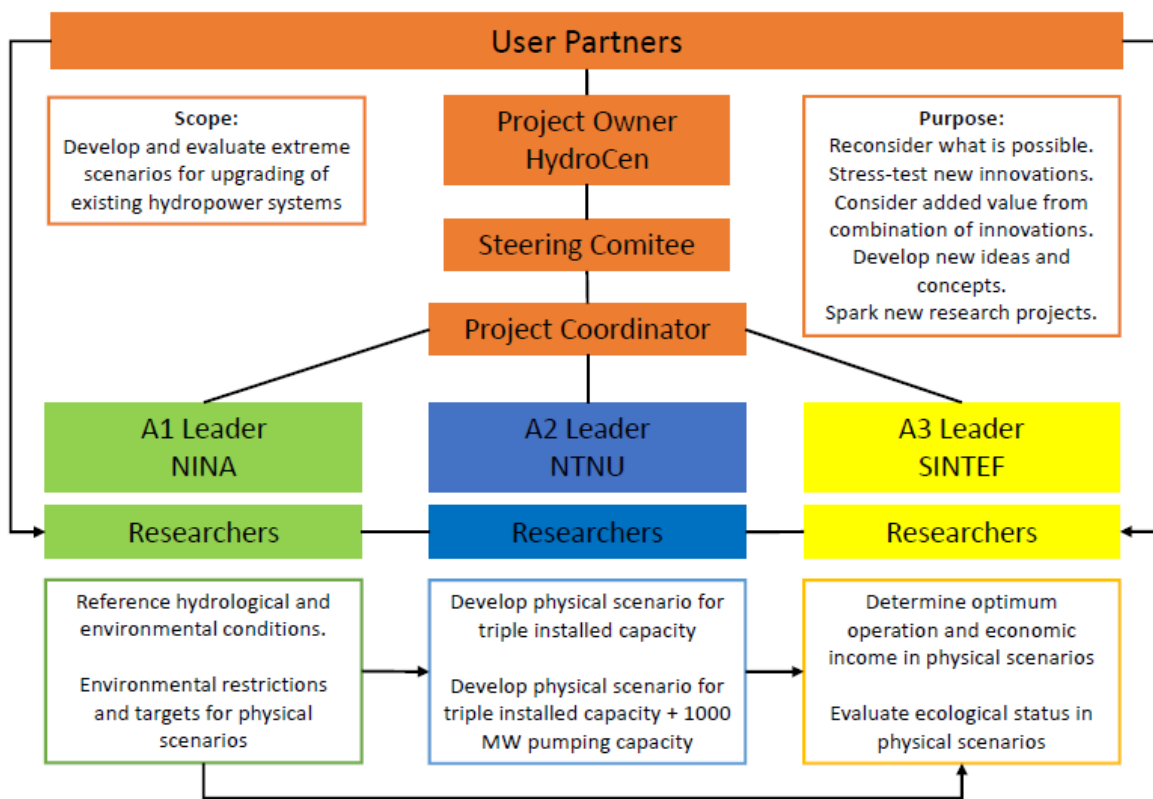 User Partners
Scope:
Develop and evaluate extreme
scenarios for upgrading of
existing hydropower systems
Project Owner
HydroCen
Purpose:
Reconsider what is possible.
Stress-test new innovations.
Consider added value from
combination of innovations.
Develop new ideas and
concepts.
Spark new research projects.
Steering Comitee
Project Coordinator
A1 Leader
NINA
A2 Leader
NTNU
A3 Leader
SINTEF
Researchers
Researchers
Researchers
Reference hydrological and
environmental conditions.
Environmental restrictions
and targets for physical
scenarios
Develop physical scenario for
triple installed capacity
Develop physical scenario for
triple installed capacity + 1000
MW pumping capacity
Determine optimum
operation and economic
income in physical scenarios
Evaluate ecological status in
physical scenarios